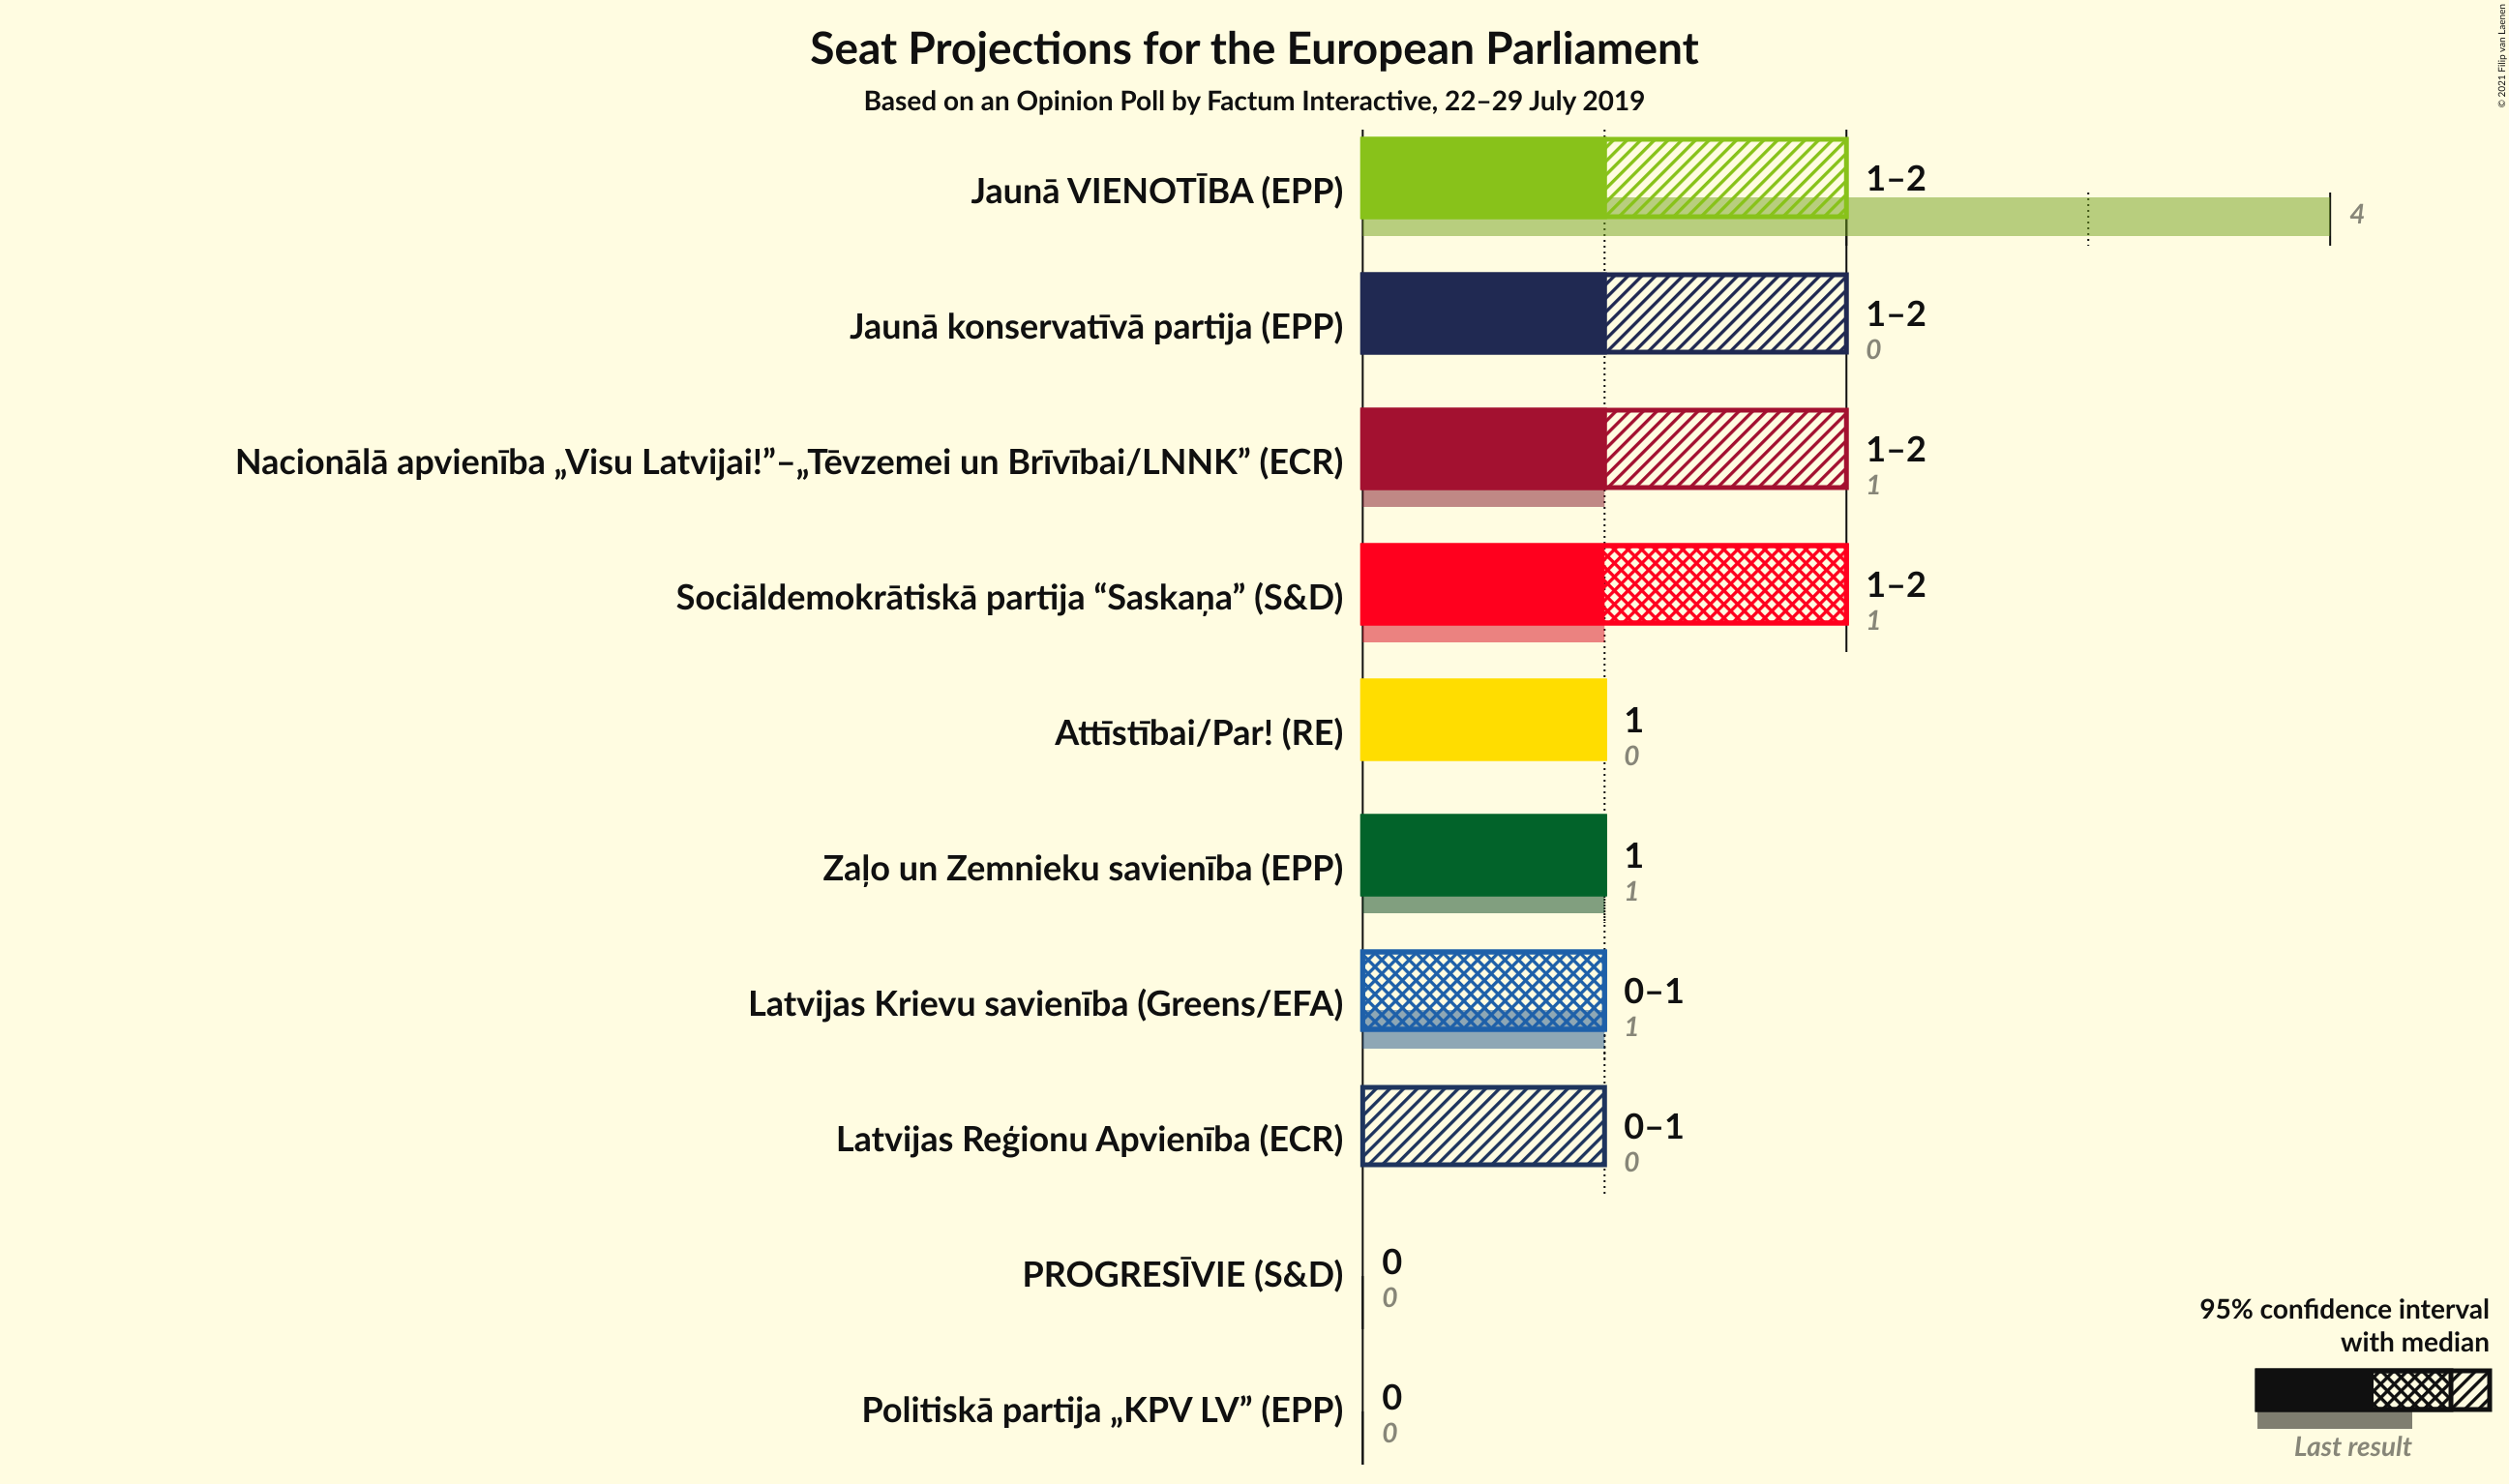 Seat Projections for the European Parliament
Based on an Opinion Poll by Factum Interactive, 22–29 July 2019
© 2021 Filip van Laenen
Jaunā VIENOTĪBA (EPP)
1–2
4
Jaunā konservatīvā partija (EPP)
1–2
0
Nacionālā apvienība „Visu Latvijai!”–„Tēvzemei un Brīvībai/LNNK” (ECR)
1–2
1
Sociāldemokrātiskā partija “Saskaņa” (S&D)
1–2
1
Attīstībai/Par! (RE)
1
0
Zaļo un Zemnieku savienība (EPP)
1
1
Latvijas Krievu savienība (Greens/EFA)
0–1
1
Latvijas Reģionu Apvienība (ECR)
0–1
0
PROGRESĪVIE (S&D)
0
0
Politiskā partija „KPV LV” (EPP)
0
0
95% confidence interval
with median
Last result